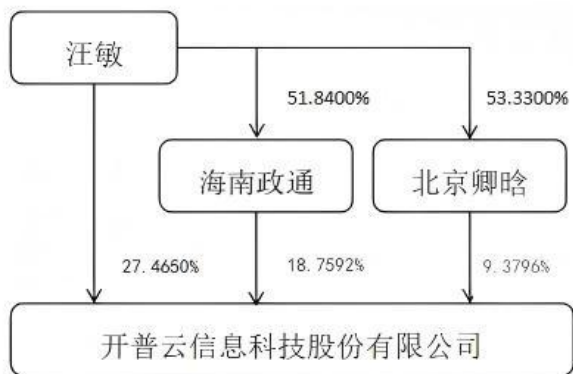 汪敏
51.8400% 53.3300%
海南政通 北京卿晗
27.4650% 18.7592% 9.3796%
开普云信息科技股份有限公司